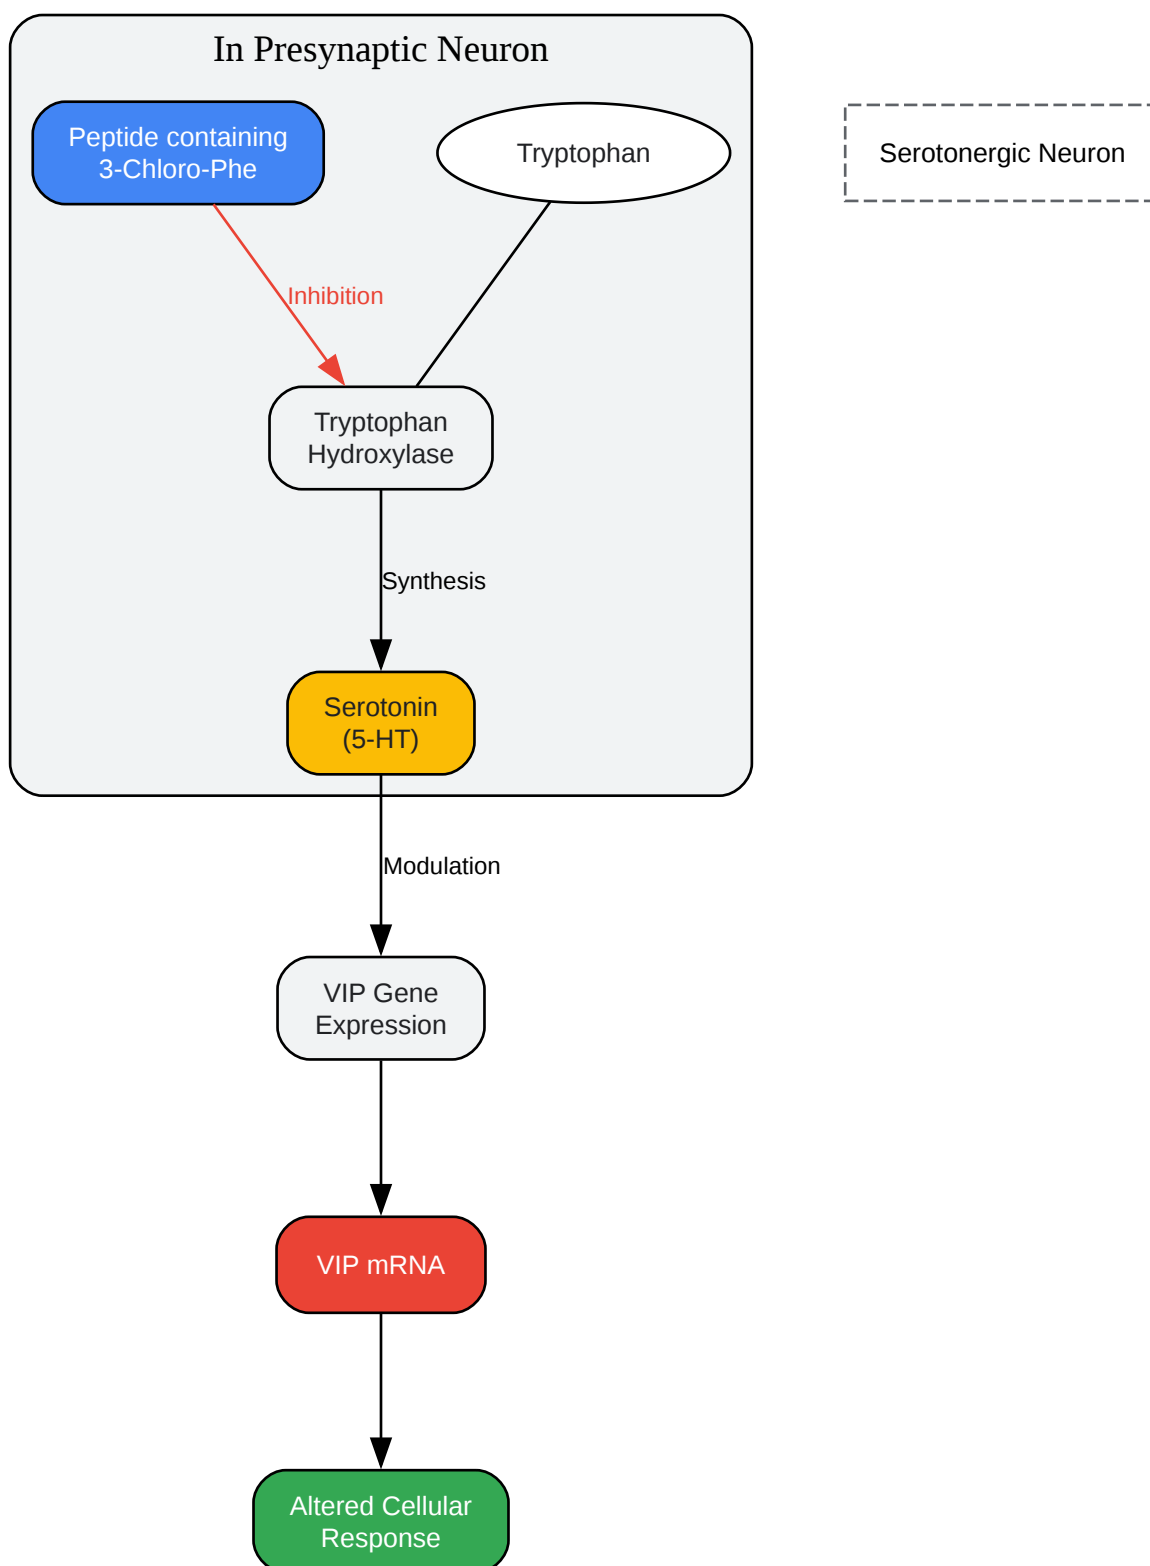 In Presynaptic Neuron
Peptide containing
3-Chloro-Phe
Tryptophan
Serotonergic Neuron
Inhibition
Tryptophan
Hydroxylase
Synthesis
Serotonin
(5-HT)
Modulation
VIP Gene
Expression
VIP mRNA
Altered Cellular
Response